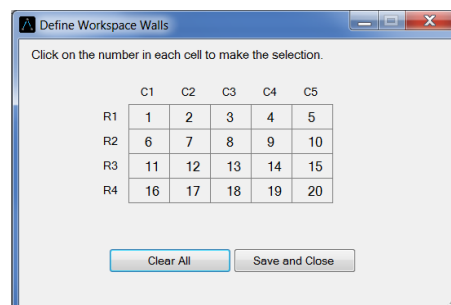 Define Workspace Walls
Click on the number in each cell to make the selection.
C1 C2 C3 C4 C5
R1 1 2 3 4 5
R2 6 7 8 9 10
R3 11 12 13 14 15
R4 16 17 18 19 20
Clear All Save and Close